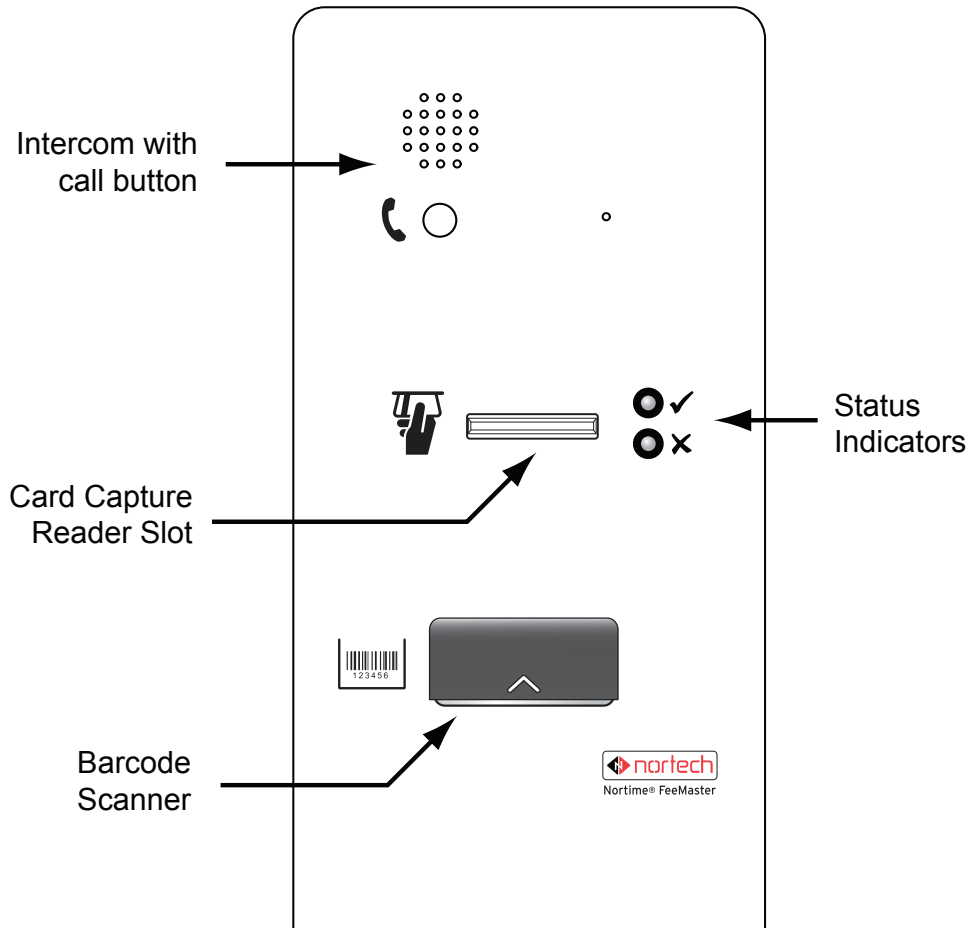 Intercom with
call button
Status
Indicators
Card Capture
Reader Slot
123456
Barcode
Scanner
nortech
Nortime® FeeMaster